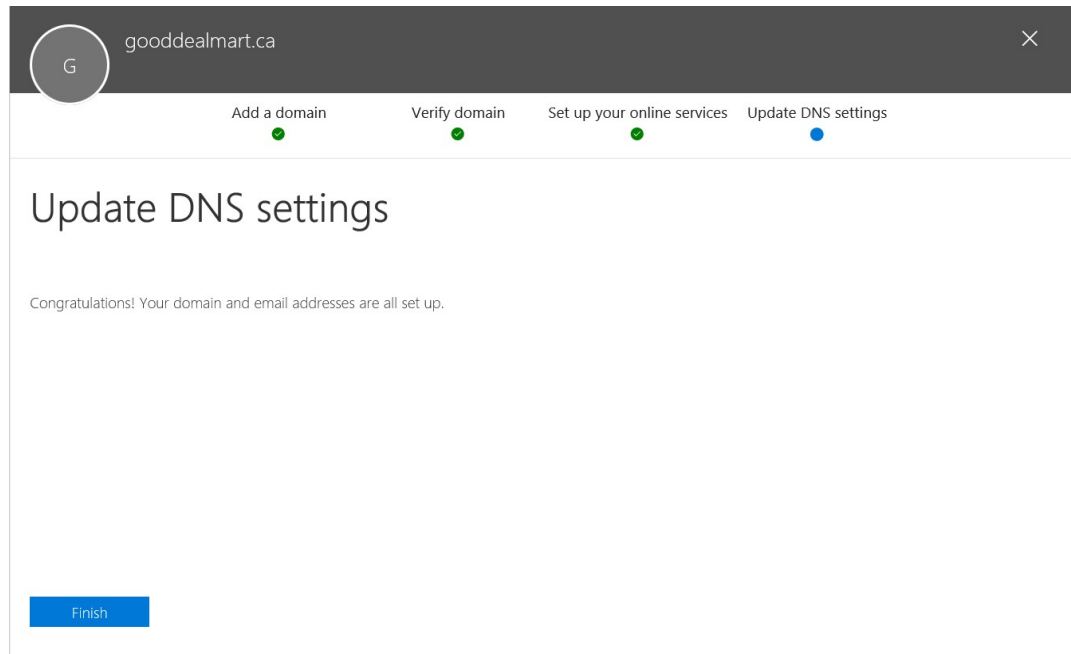 gooddealmart.ca
G
Add a domain
Verify domain
Set up your online services
Update DNS settings
Update DNS settings
Congratulations! Your domain and email addresses are all set up.
Finish